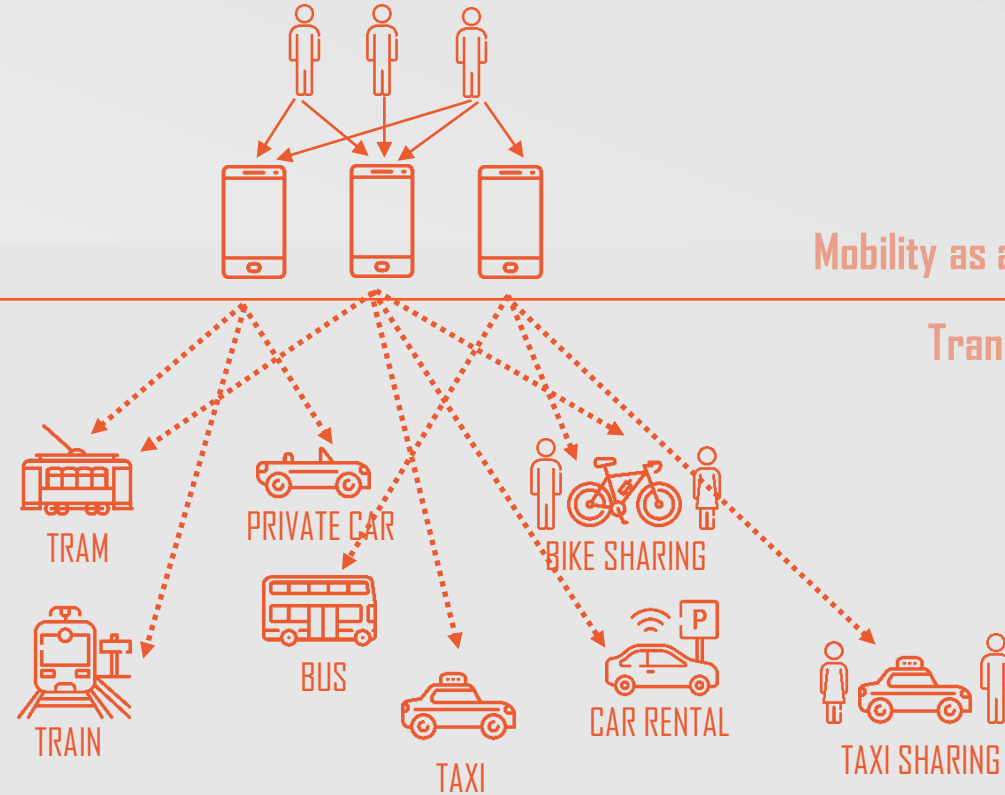 Mobility as a
Tran
TRAM
PRIVATE CAR
BIKE SHARING
P
BUS
CAR RENTAL
TRAIN
TAXI
TAXI SHARING